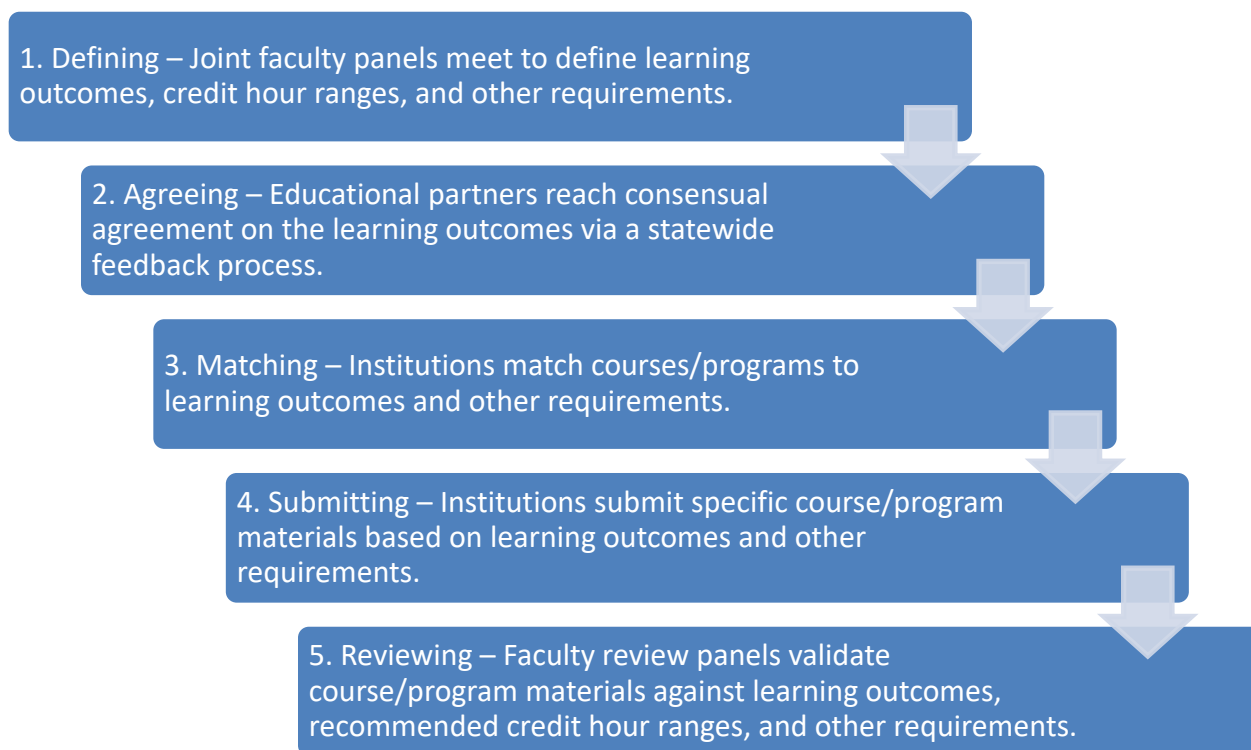 1. Defining – Joint faculty panels meet to define learning
outcomes, credit hour ranges, and other requirements.
2. Agreeing – Educational partners reach consensual
agreement on the learning outcomes via a statewide
feedback process.
3. Matching – Institutions match courses/programs to
learning outcomes and other requirements.
4. Submitting – Institutions submit specific course/program
materials based on learning outcomes and other
requirements.
5. Reviewing – Faculty review panels validate
course/program materials against learning outcomes,
recommended credit hour ranges, and other requirements.